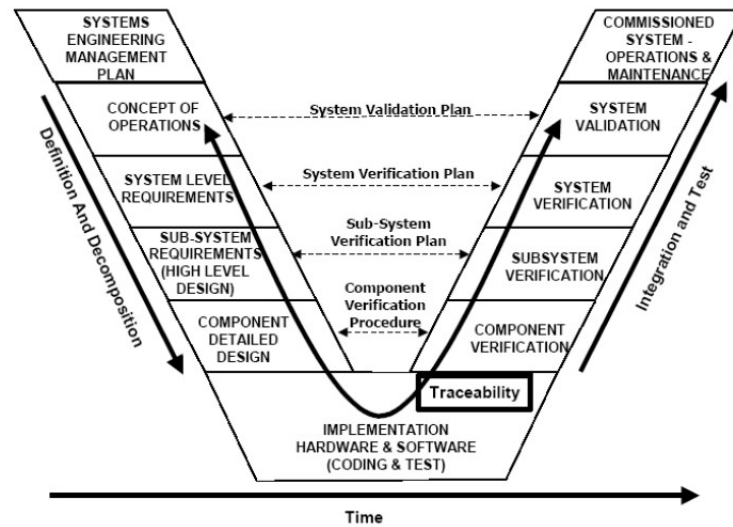 SYSTEMS
ENGINEERING
MANAGEMENT
PLAN
COMMISSIONED
SYSTEM -
OPERATIONS &
MAINTENANCE
CONCEPT OF
OPERATIONS
System Validation Plan
SYSTEM
VALIDATION
SYSTEM LEVEL
REQUIREMENTS
System Verification Plan
SYSTEM
VERIFICATION
SUB-SYSTEM
REQUIREMENTS
(HIGH LEVEL
DESIGN)
Sub-System
Verification Plan
SUBSYSTEM
VERIFICATION
COMPONENT
DETAILED
DESIGN
Component
Verification
Procedure
COMPONENT
VERIFICATION
Definition And Decomposition
Integration and Test
Traceability
IMPLEMENTATION
HARDWARE & SOFTWARE
(CODING & TEST)
Time